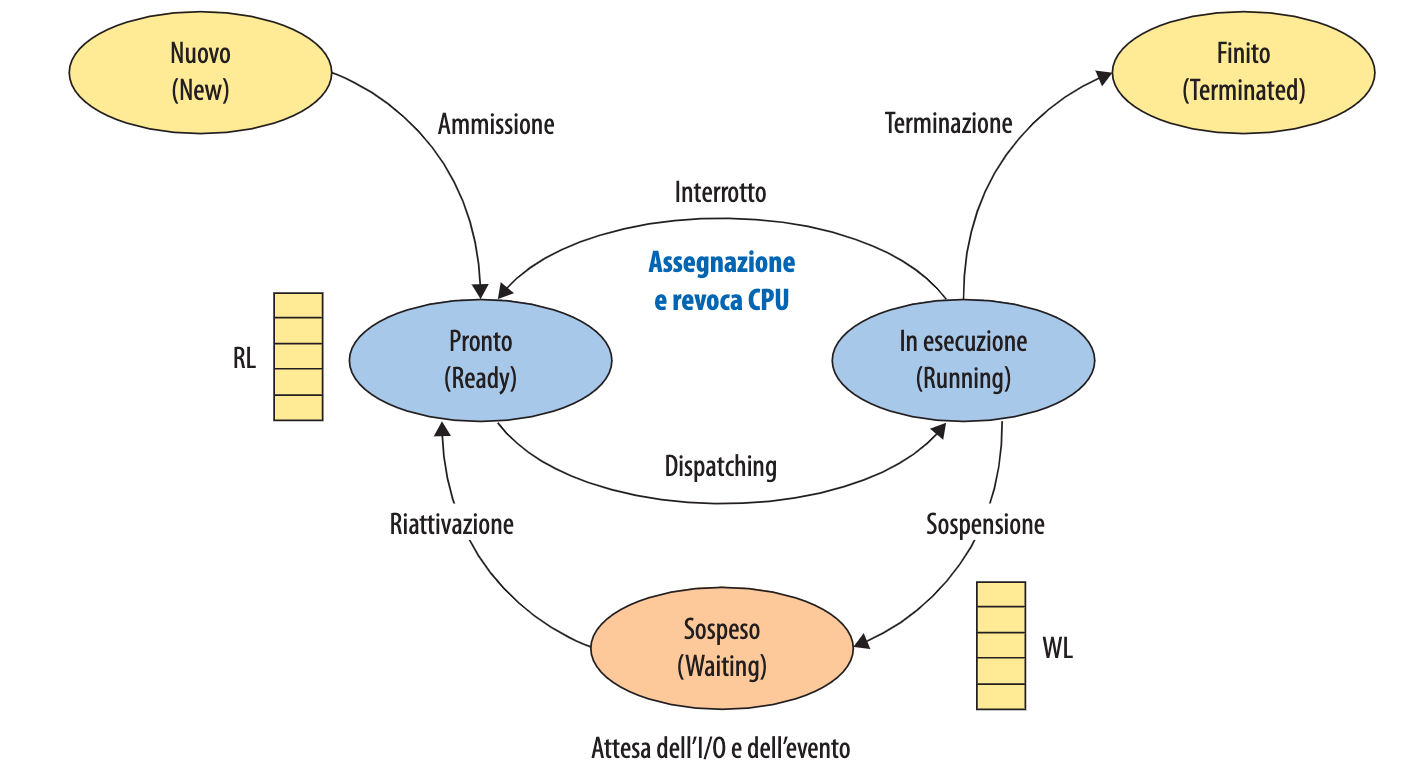 Nuovo
(New)
Finito
(Terminated)
Ammissione
Terminazione
Interrotto
Assegnazione
e revoca CPU
RL
Pronto
(Ready)
In esecuzione
(Running)
Dispatching
Riattivazione
Sospensione
Sospeso
(Waiting)
WL
Attesa dell’I/O e dell’evento